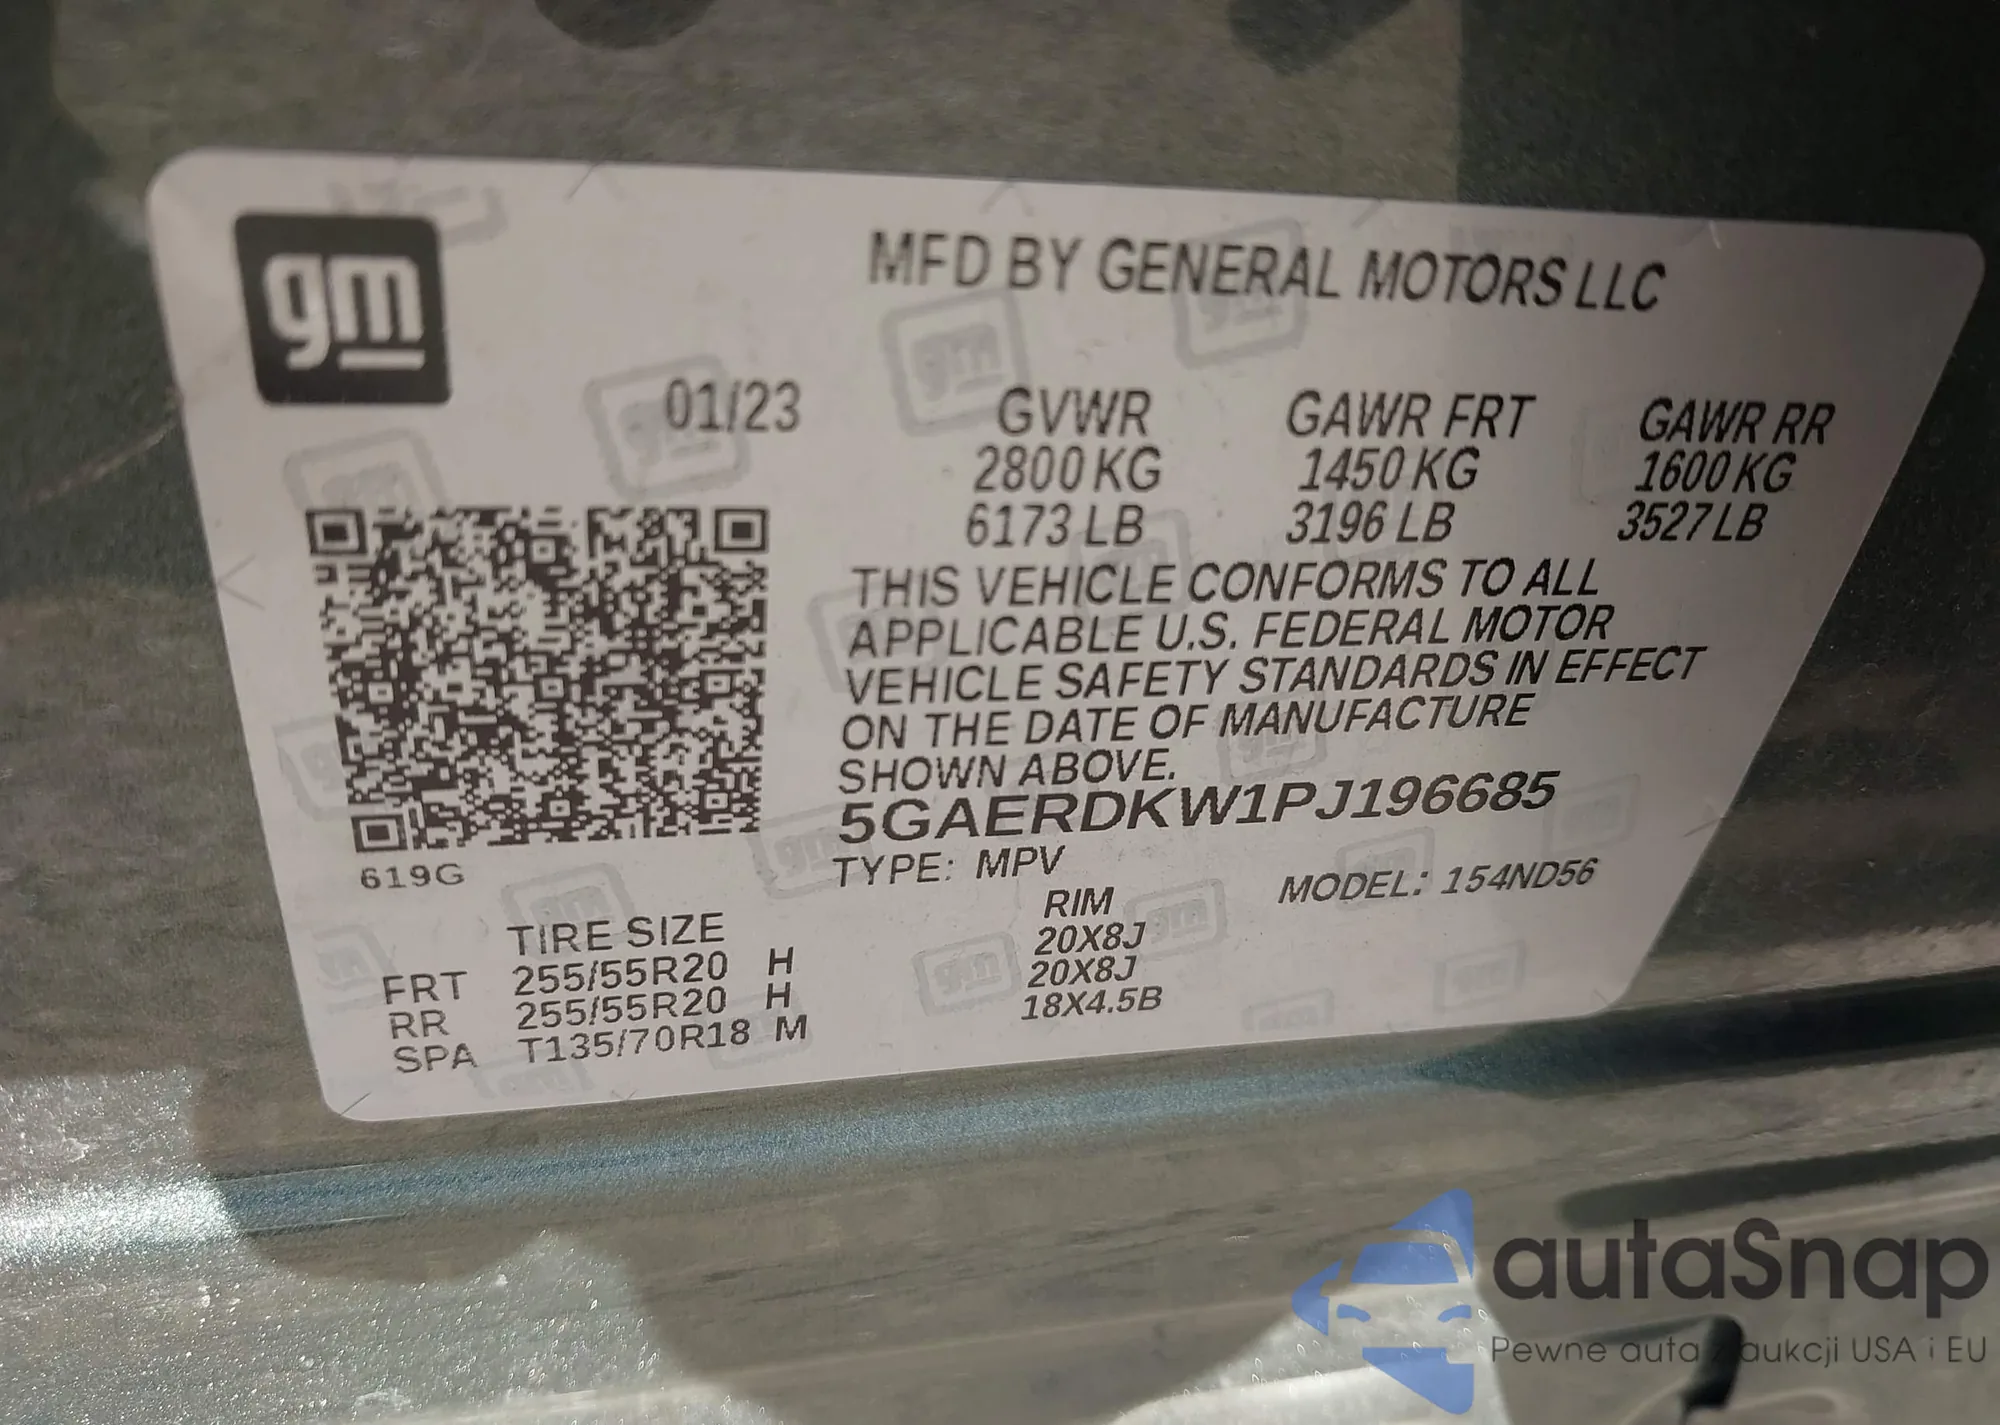 gm
MFD BY GENERAL MOTORS LLC
01/23
GVWR GAWR FRT GAWR RR
2800 KG 1450 KG 1600 KG
6173 LB 3196 LB 3527 LB
THIS VEHICLE CONFORMS TO ALL
APPLICABLE U.S. FEDERAL MOTOR
VEHICLE SAFETY STANDARDS IN EFFECT
ON THE DATE OF MANUFACTURE
SHOWN ABOVE.
5GAERDKW1PJ196685
619G
TYPE: MPV MODEL: 154ND56
TIRE SIZE RIM
FRT 255/55R20 H 20X8J
RR 255/55R20 H 20X8J
SPA T135/70R18 M 18X4.5B
autaSnap
Pewne auta z aukcji USA i EU